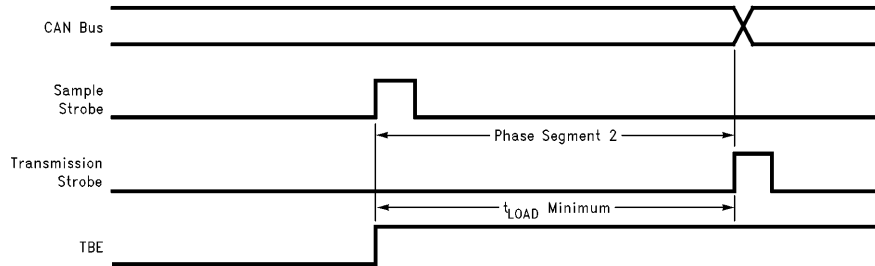 CAN Bus
Sample
Strobe
Phase Segment 2
Transmission
Strobe
tLOAD Minimum
TBE